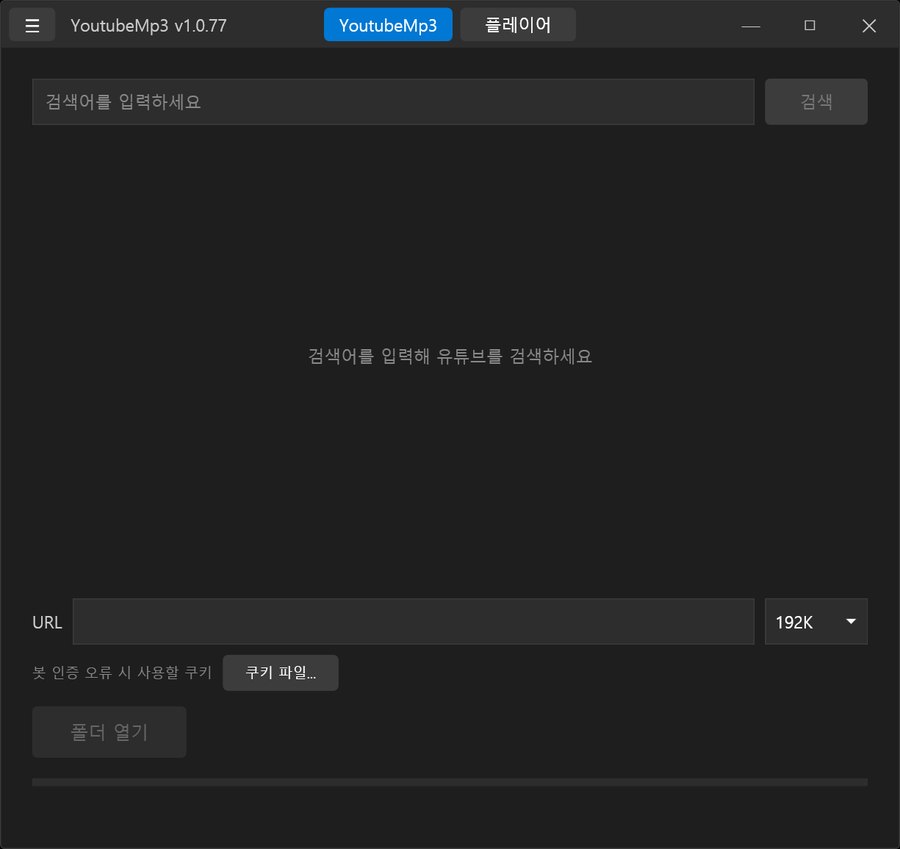 YoutubeMp3 v1.0.77
YoutubeMp3
플레이어
검색어를 입력하세요
검색
검색어를 입력해 유튜브를 검색하세요
URL
192K
봇 인증 오류 시 사용할 쿠키
쿠키 파일...
폴더 열기